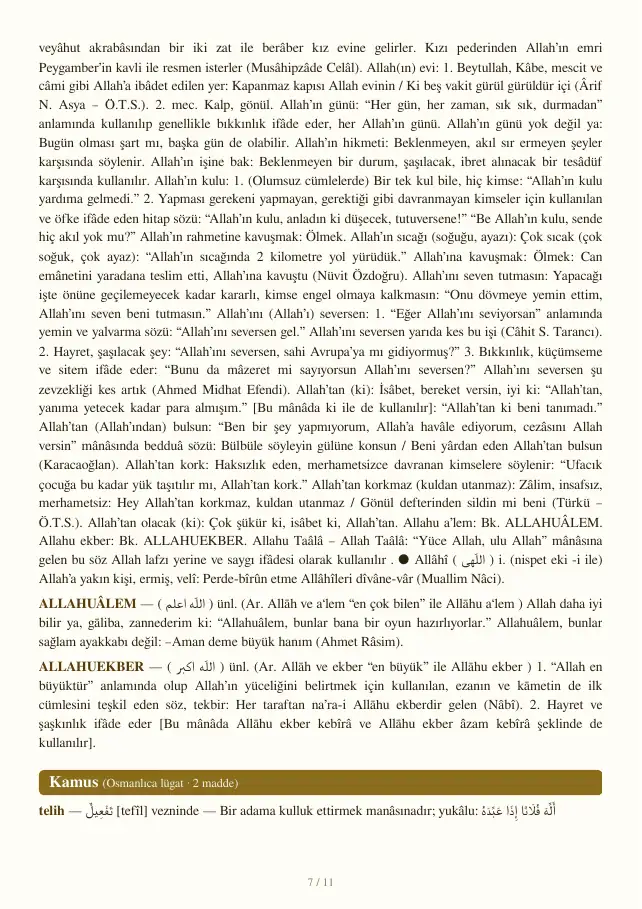 veyâhut akrabâsından bir iki zat ile berâber kız evine gelirler. Kızı pederinden Allah’ın emri
Peygamber’in kavli ile resmen isterler (Musâhipzâde Celâl). Allah(ın) evi: 1. Beytullah, Kâbe, mescit ve
câmi gibi Allah’a ibâdet edilen yer: Kapanmaz kapısı Allah evinin / Ki beş vakit gürül gürüldür içi (Ârif
N. Asya – Ö.T.S.). 2. mec. Kalp, gönül. Allah’ın günü: “Her gün, her zaman, sık sık, durmadan”
anlamında kullanılıp genellikle bıkkınlık ifâde eder, her Allah’ın günü. Allah’ın günü yok değil ya:
Bugün olması şart mı, başka gün de olabilir. Allah’ın hikmeti: Beklenmeyen, akıl sır ermeyen şeyler
karşısında söylenir. Allah’ın işine bak: Beklenmeyen bir durum, şaşılacak, ibret alınacak bir tesâdüf
karşısında kullanılır. Allah’ın kulu: 1. (Olumsuz cümlelerde) Bir tek kul bile, hiç kimse: “Allah’ın kulu
yardıma gelmedi.” 2. Yapması gerekeni yapmayan, gerektiği gibi davranmayan kimseler için kullanılan
ve öfke ifâde eden hitap sözü: “Allah’ın kulu, anladın ki düşecek, tutuversene!” “Be Allah’ın kulu, sende
hiç akıl yok mu?” Allah’ın rahmetine kavuşmak: Ölmek. Allah’ın sıcağı (soğuğu, ayazı): Çok sıcak (çok
soğuk, çok ayaz): “Allah’ın sıcağında 2 kilometre yol yürüdük.” Allah’ına kavuşmak: Ölmek: Can
emânetini yaradana teslim etti, Allah’ına kavuştu (Nüvit Özdoğru). Allah’ını seven tutmasın: Yapacağı
işte önüne geçilemeyecek kadar kararlı, kimse engel olmaya kalkmasın: “Onu dövmeye yemin ettim,
Allah’ını seven beni tutmasın.” Allah’ını (Allah’ı) seversen: 1. “Eğer Allah’ını seviyorsan” anlamında
yemin ve yalvarma sözü: “Allah’ını seversen gel.” Allah’ını seversen yarıda kes bu işi (Câhit S. Tarancı).
2. Hayret, şaşılacak şey: “Allah’ını seversen, sahi Avrupa’ya mı gidiyormuş?” 3. Bıkkınlık, küçümseme
ve sitem ifâde eder: “Bunu da mâzeret mi sayıyorsun Allah’ını seversen?” Allah’ını seversen şu
zevzekliği kes artık (Ahmed Midhat Efendi). Allah’tan (ki): İsâbet, bereket versin, iyi ki: “Allah’tan,
yanıma yetecek kadar para almışım.” [Bu mânâda ki ile de kullanılır]: “Allah’tan ki beni tanımadı.”
Allah’tan (Allah’ından) bulsun: “Ben bir şey yapmıyorum, Allah’a havâle ediyorum, cezâsını Allah
versin” mânâsında bedduâ sözü: Bülbüle söyleyin gülüne konsun / Beni yârdan eden Allah’tan bulsun
(Karacaoğlan). Allah’tan kork: Haksızlık eden, merhametsizce davranan kimselere söylenir: “Ufacık
çocuğa bu kadar yük taşıtılır mı, Allah’tan kork.” Allah’tan korkmaz (kuldan utanmaz): Zâlim, insafsız,
merhametsiz: Hey Allah’tan korkmaz, kuldan utanmaz / Gönül defterinden sildin mi beni (Türkü –
Ö.T.S.). Allah’tan olacak (ki): Çok şükür ki, isâbet ki, Allah’tan. Allahu a’lem: Bk. ALLAHUÂLEM.
Allahu ekber: Bk. ALLAHUEKBER. Allahu Taâlâ – Allah Taâlâ: “Yüce Allah, ulu Allah” mânâsına
gelen bu söz Allah lafzı yerine ve saygı ifâdesi olarak kullanılır . ● Allâhî ( اللّٰهى ) i. (nispet eki -i ile)
Allah’a yakın kişi, ermiş, velî: Perde-bîrûn etme Allâhîleri dîvâne-vâr (Muallim Nâci).
ALLAHUÂLEM — ( اللّٰه اعلم ) ünl. (Ar. Allāh ve a‘lem “en çok bilen” ile Allāhu a‘lem ) Allah daha iyi
bilir ya, gāliba, zannederim ki: “Allahuâlem, bunlar bana bir oyun hazırlıyorlar.” Allahuâlem, bunlar
sağlam ayakkabı değil: –Aman deme büyük hanım (Ahmet Râsim).
ALLAHUEKBER — ( اللّٰه اكبر ) ünl. (Ar. Allāh ve ekber “en büyük” ile Allāhu ekber ) 1. “Allah en
büyüktür” anlamında olup Allah’ın yüceliğini belirtmek için kullanılan, ezanın ve kāmetin de ilk
cümlesini teşkil eden söz, tekbir: Her taraftan na’ra-i Allāhu ekberdir gelen (Nâbî). 2. Hayret ve
şaşkınlık ifâde eder [Bu mânâda Allāhu ekber kebîrâ ve Allāhu ekber âzam kebîrâ şeklinde de
kullanılır].
Kamus (Osmanlıca lügat · 2 madde)
telih — تَفْعِيلٌ [tefîl] vezninde — Bir adama kulluk ettirmek manâsınadır; yukâlu: أَلَّهَ فُلَانًا إِذَا عَبَّدَهُ
7 / 11